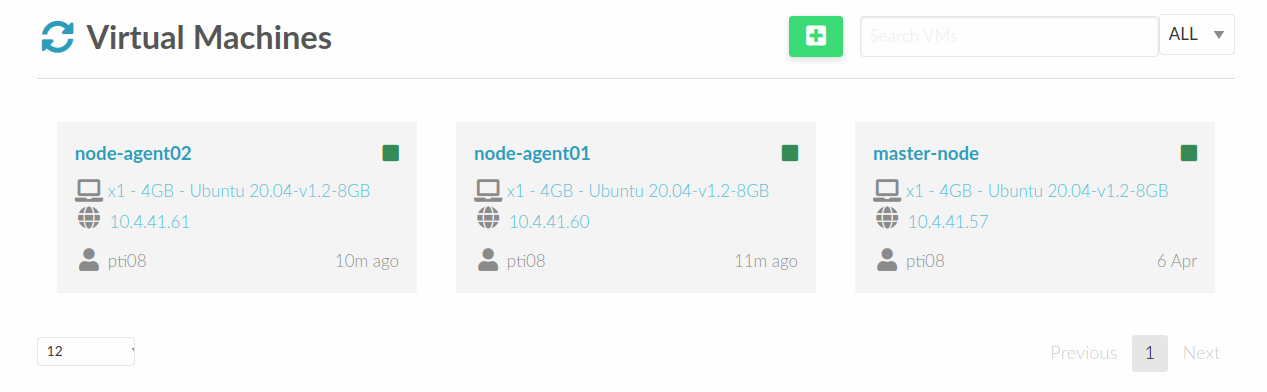 Virtual Machines
Search VMs
ALL
node-agent02
x1 - 4GB - Ubuntu 20.04-v1.2-8GB
10.4.41.61
pti08
10m ago
node-agent01
x1 - 4GB - Ubuntu 20.04-v1.2-8GB
10.4.41.60
pti08
11m ago
master-node
x1 - 4GB - Ubuntu 20.04-v1.2-8GB
10.4.41.57
pti08
6 Apr
12
Previous
1
Next